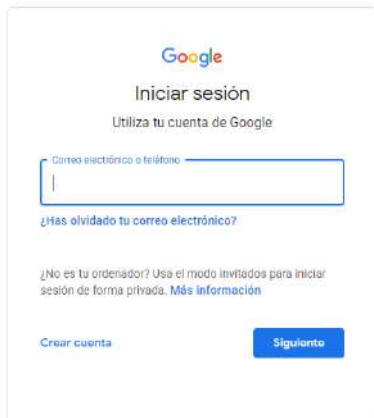 Google
Iniciar sesión
Utiliza tu cuenta de Google
Correo electrónico o teléfono
¿Has olvidado tu correo electrónico?
¿No es tu ordenador? Usa el modo invitados para iniciar
sesión de forma privada. Más información
Crear cuenta
Siguiente